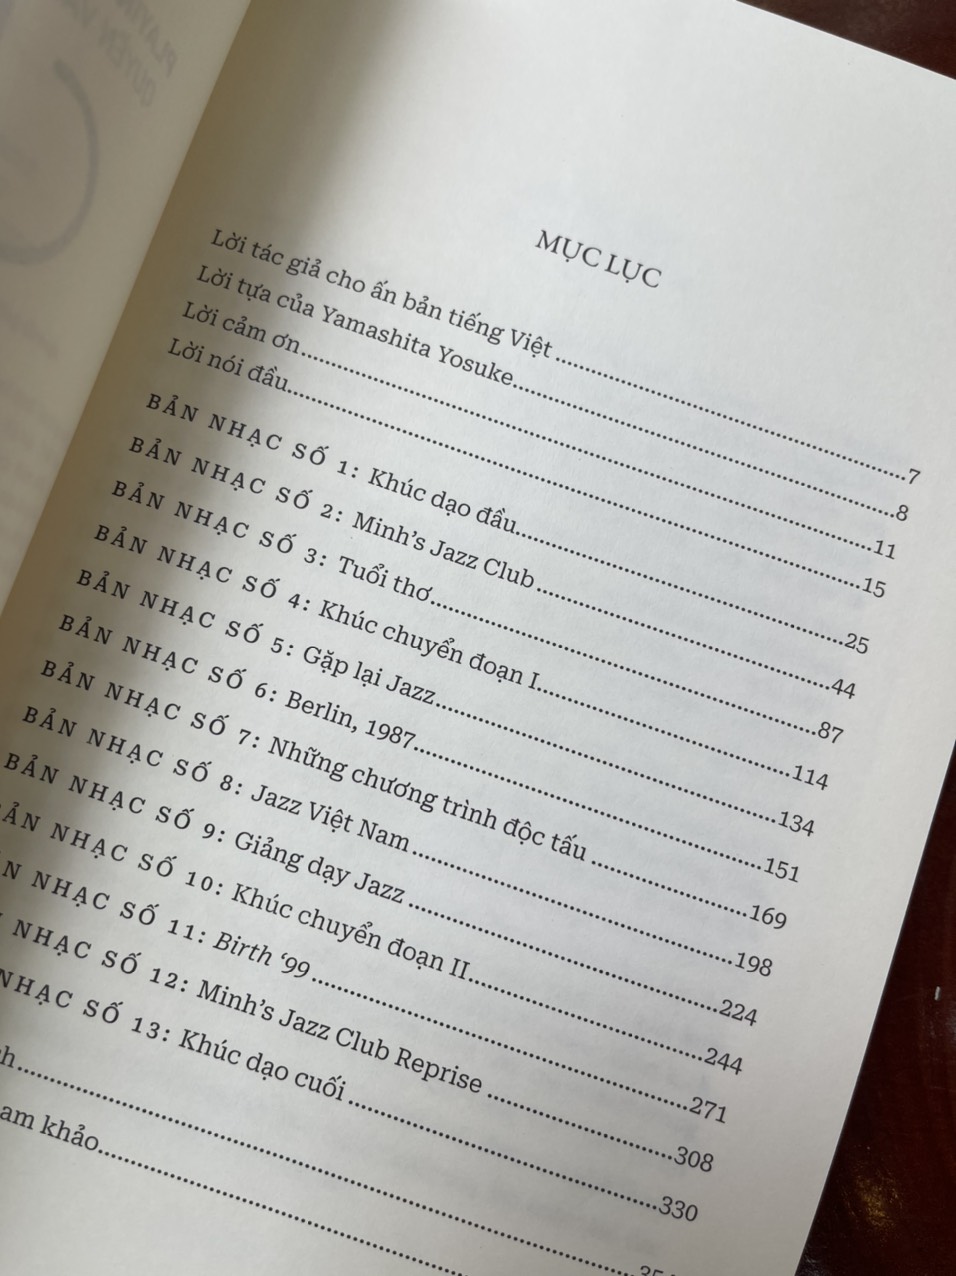 MỤC LỤC
Lời tác giả cho ấn bản tiếng Việt ........ 7
Lời tựa của Yamashita Yosuke ........ 8
Lời cảm ơn ........ 11
Lời nói đầu ........ 15
BẢN NHẠC SỐ 1: Khúc dạo đầu ........ 25
BẢN NHẠC SỐ 2: Minh's Jazz Club ........ 44
BẢN NHẠC SỐ 3: Tuổi thơ ........ 87
BẢN NHẠC SỐ 4: Khúc chuyển đoạn I ........ 114
BẢN NHẠC SỐ 5: Gặp lại Jazz ........ 134
BẢN NHẠC SỐ 6: Berlin, 1987 ........ 151
BẢN NHẠC SỐ 7: Những chương trình độc tấu ........ 169
BẢN NHẠC SỐ 8: Jazz Việt Nam ........ 198
BẢN NHẠC SỐ 9: Giảng dạy Jazz ........ 224
BẢN NHẠC SỐ 10: Khúc chuyển đoạn II ........ 244
NHẠC SỐ 11: Birth ‘99 ........ 271
NHẠC SỐ 12: Minh's Jazz Club Reprise ........ 308
NHẠC SỐ 13: Khúc dạo cuối ........ 330
khảo ........